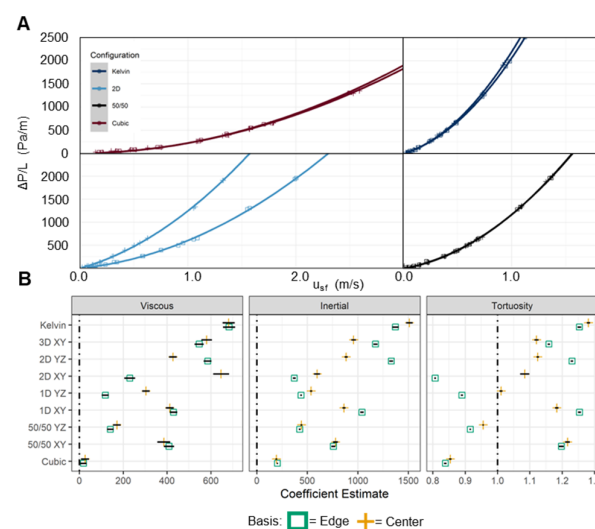 A
2500
2000
1500
1000
500
0
2000
1500
1000
500
Configuration
Kelvin
2D
50/50
Cubic
ΔP/L (Pa/m)
0.0
1.0
2.0
0.0
1.0
u_sf (m/s)
B
Viscous
Inertial
Tortuosity
Kelvin
3D XY
2D YZ
2D XY
1D YZ
1D XY
50/50 YZ
50/50 XY
Cubic
0 200 400 600
0 500 1000 1500
0.8 0.9 1.0 1.1 1.2 1.3
Coefficient Estimate
Basis: = Edge = Center